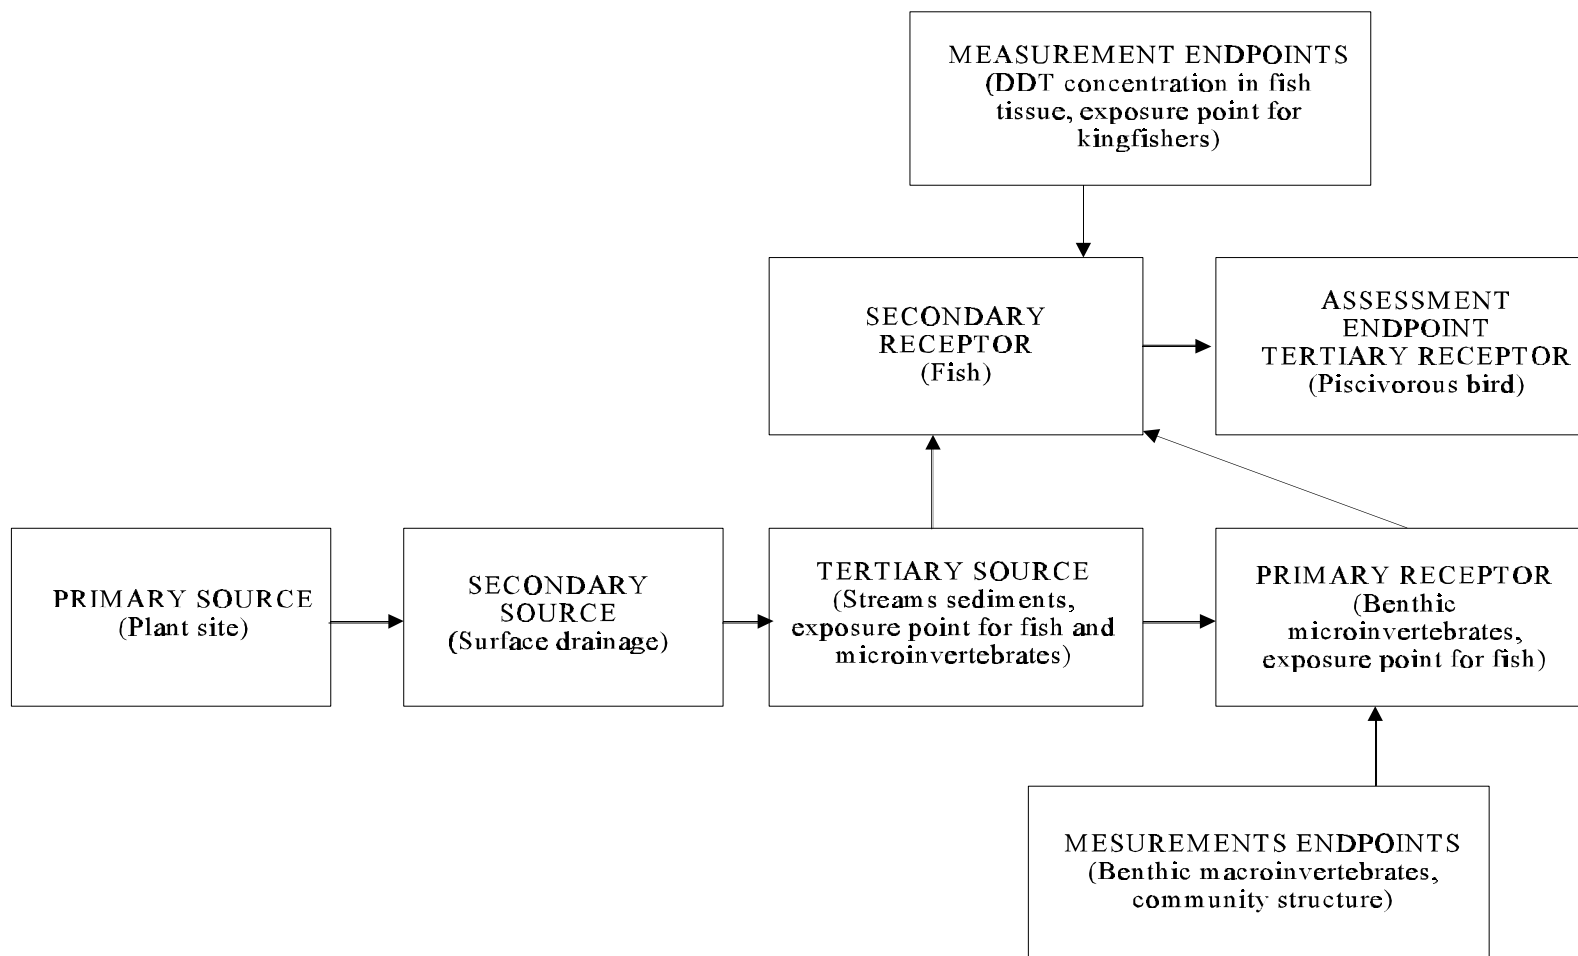 MEASUREMENT ENDPOINTS
(DDT concentration in fish
tissue, exposure point for
kingfishers)
SECONDARY
RECEPTOR
(Fish)
ASSESSMENT
ENDPOINT
TERTIARY RECEPTOR
(Piscivorous bird)
PRIMARY SOURCE
(Plant site)
SECONDARY
SOURCE
(Surface drainage)
TERTIARY SOURCE
(Streams sediments,
exposure point for fish and
microinvertebrates)
PRIMARY RECEPTOR
(Benthic
microinvertebrates,
exposure point for fish)
MESUREMENTS ENDPOINTS
(Benthic macroinvertebrates,
community structure)